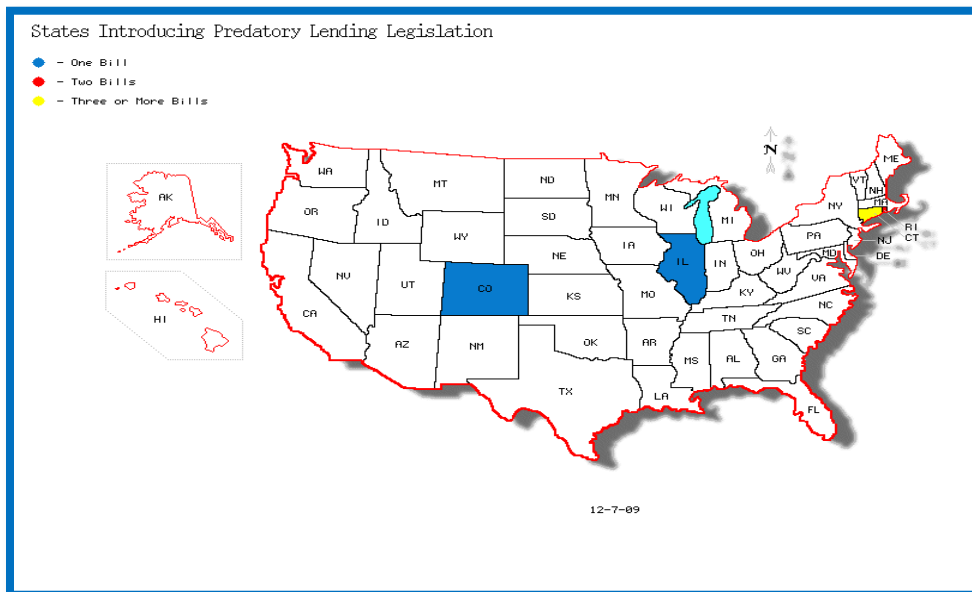 States Introducing Predatory Lending Legislation
- One Bill
- Two Bills
- Three or More Bills
N
WA
MT
ND
MN
ME
VT
NH
AK
OR
ID
SD
WI
MI
NY
MA
RI
CT
WY
IA
PA
NJ
NE
IL
IN
OH
MD
DE
NV
UT
CO
WV
VA
HI
CA
KS
MO
KY
NC
TN
AZ
NM
OK
AR
SC
MS
AL
GA
TX
LA
FL
12-7-09